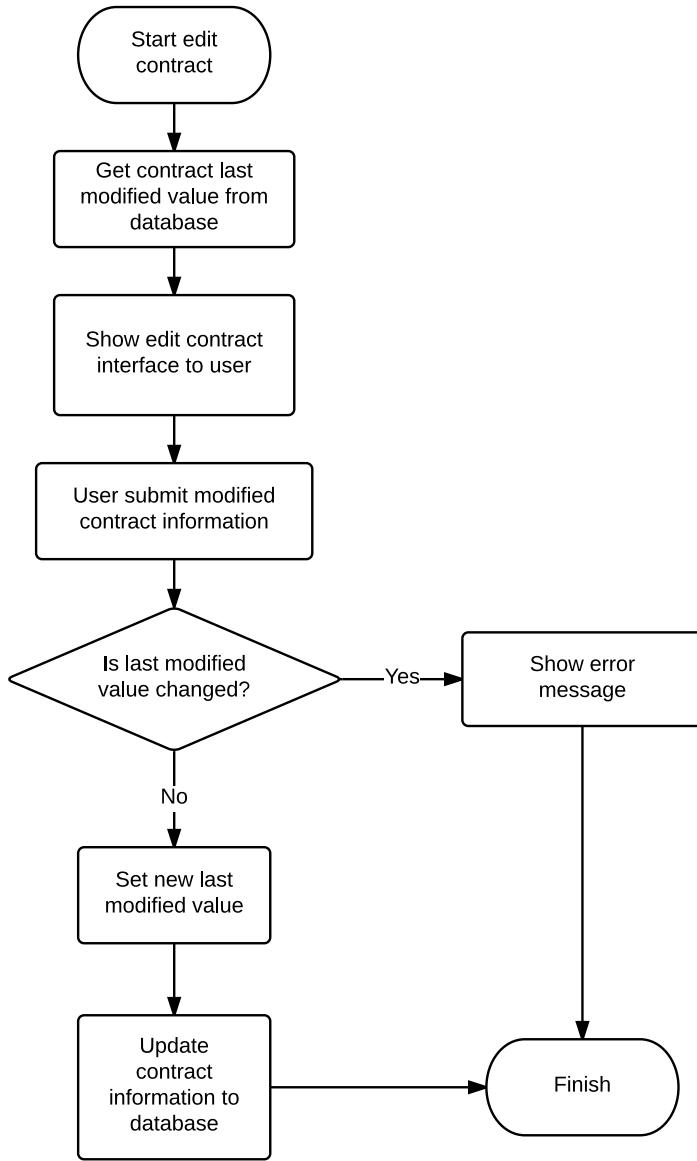 Start edit
contract
Get contract last
modified value from
database
Show edit contract
interface to user
User submit modified
contract information
Is last modified
value changed?
Yes
Show error
message
No
Set new last
modified value
Update
contract
information to
database
Finish